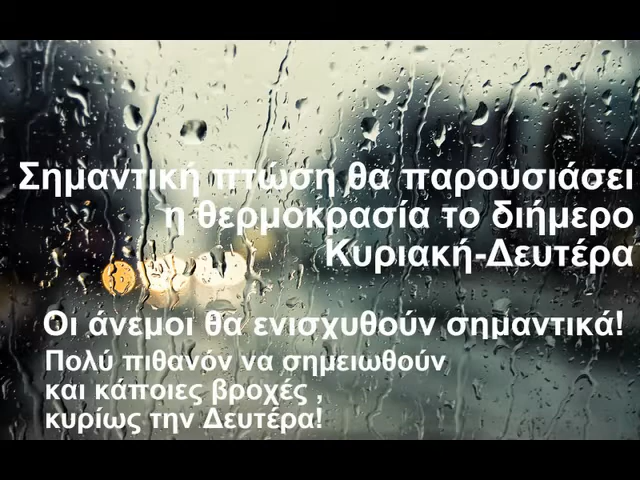 Σημαντική πτώση θα παρουσιάσει
η θερμοκρασία το διήμερο
Κυριακή-Δευτέρα
Οι άνεμοι θα ενισχυθούν σημαντικά!
Πολύ πιθανόν να σημειωθούν
και κάποιες βροχές ,
κυρίως την Δευτέρα!